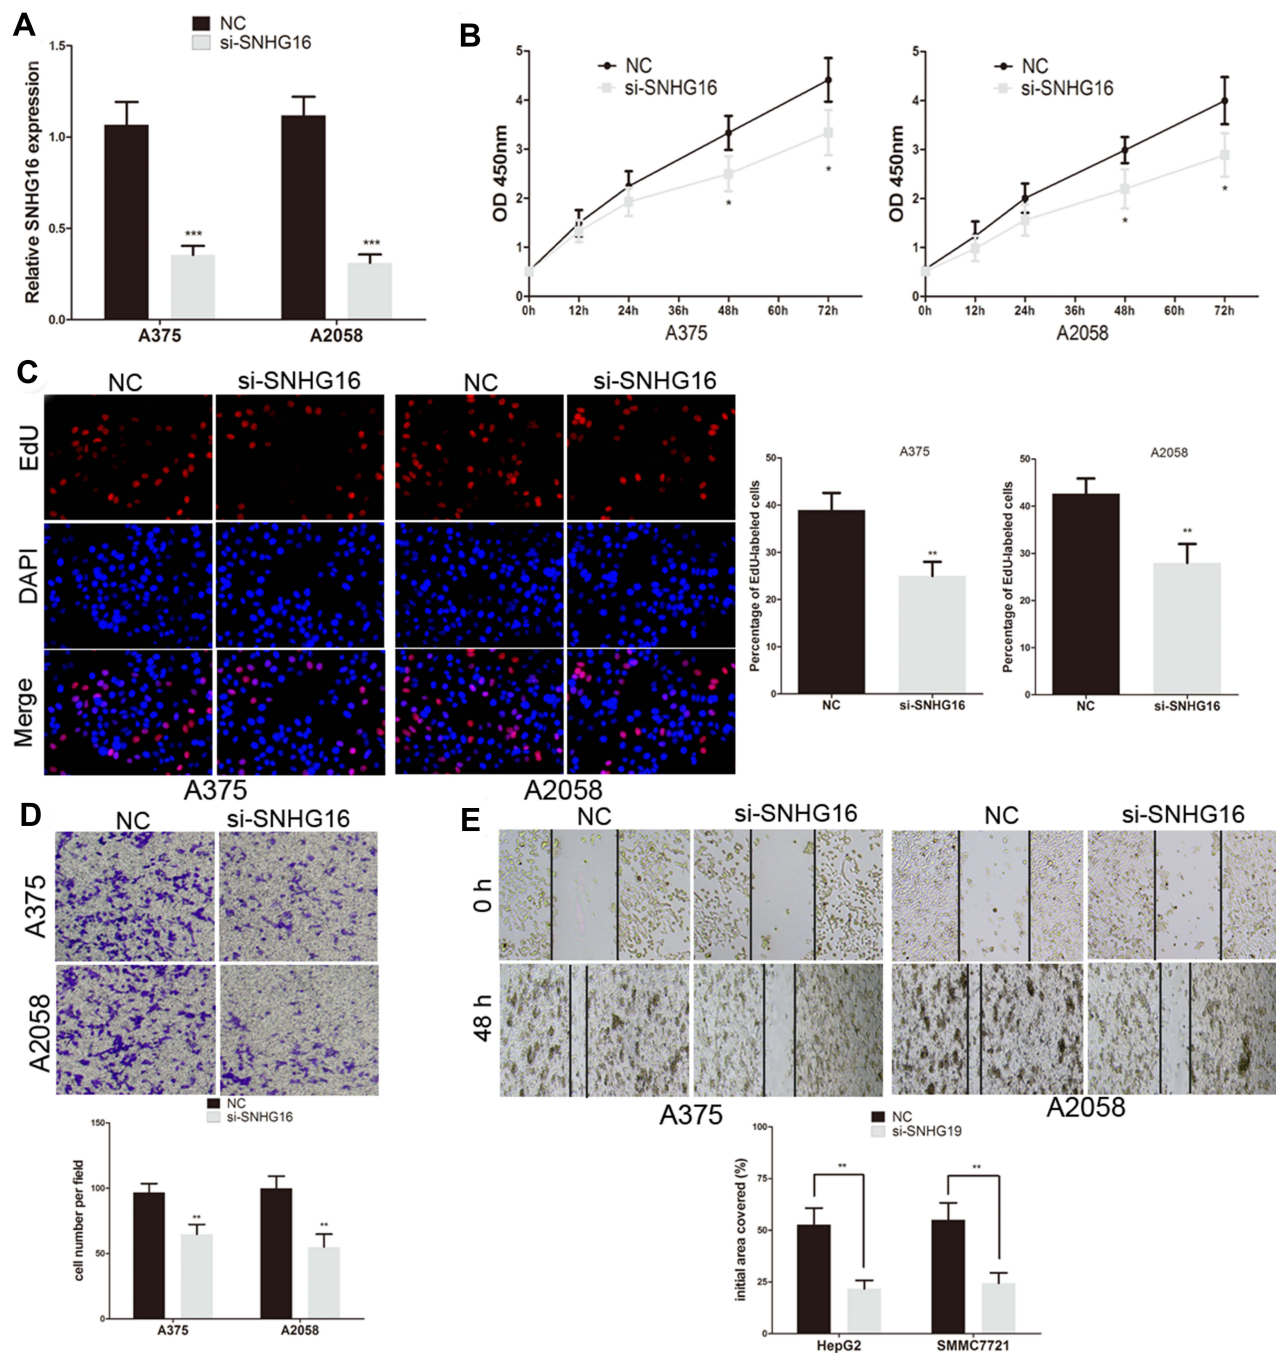 A
NC
si-SNHG16
Relative SNHG16 expression
1.5
1.0
0.5
0.0
***
***
A375
A2058
B
OD 450nm
5
4
3
2
1
0
NC
si-SNHG16
*
*
0h 12h 24h 36h 48h 60h 72h
A375
OD 450nm
5
4
3
2
1
0
NC
si-SNHG16
*
*
0h 12h 24h 36h 48h 60h 72h
A2058
C
NC si-SNHG16 NC si-SNHG16
EdU
DAPI
Merge
A375 A2058
A375
Percentage of EdU-labeled cells
50
40
30
20
10
0
**
NC si-SNHG16
A2058
Percentage of EdU-labeled cells
50
40
30
20
10
0
**
NC si-SNHG16
D
NC si-SNHG16
A375
A2058
NC
si-SNHG16
cell number per field
150
100
50
0
**
**
A375 A2058
E
NC si-SNHG16 NC si-SNHG16
0 h
48 h
A375 A2058
NC
si-SNHG19
initial area covered (%)
100
75
50
25
0
**
**
HepG2 SMMC7721